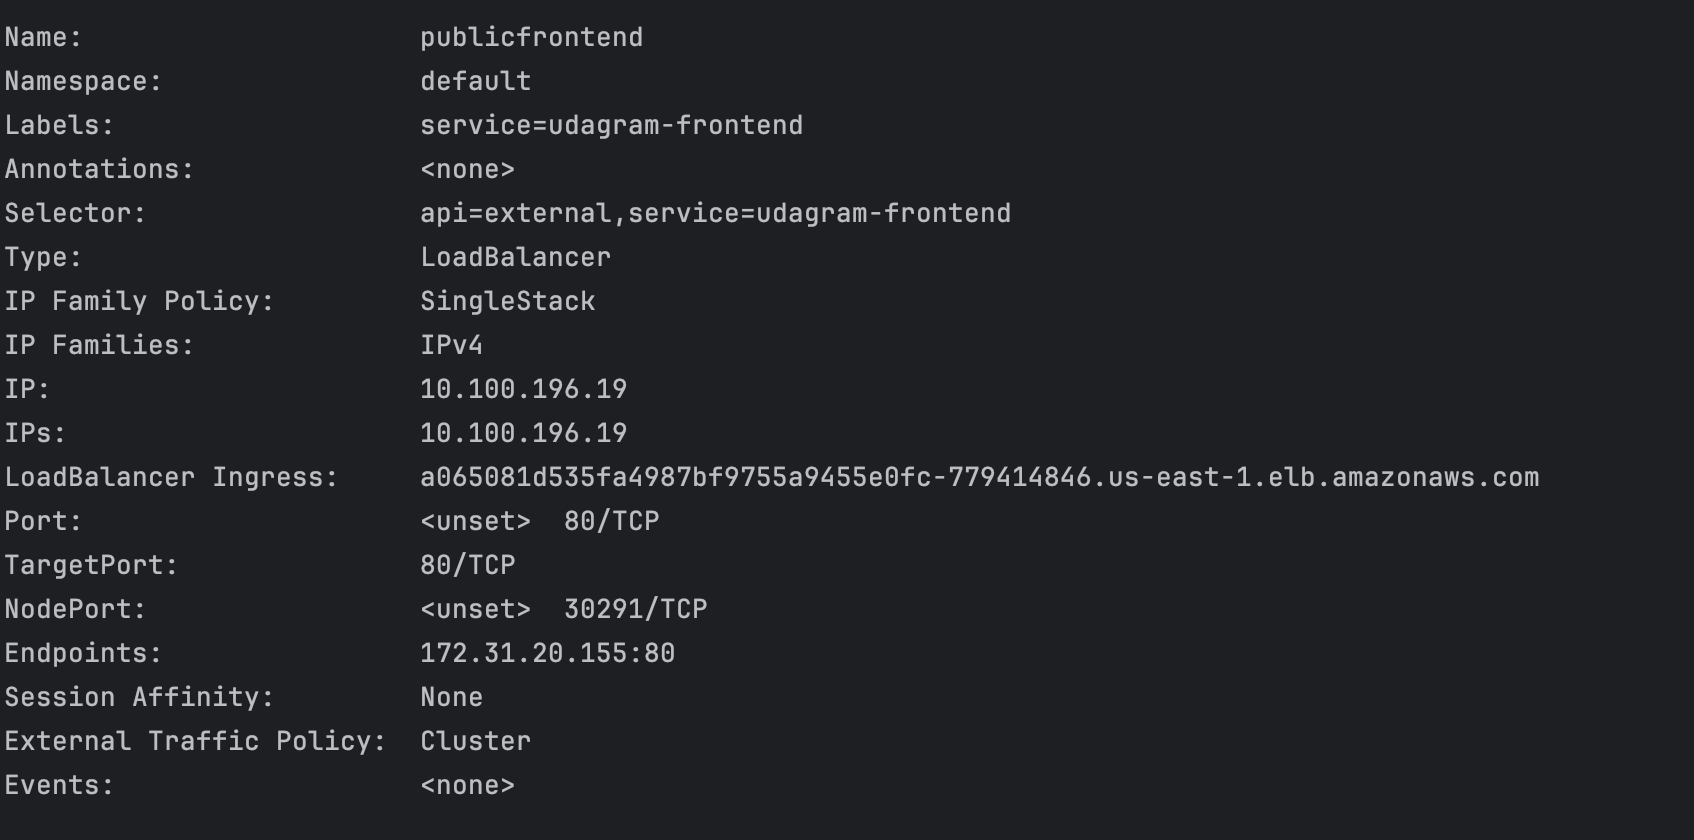 Name:                     publicfrontend
Namespace:                default
Labels:                   service=udagram-frontend
Annotations:              <none>
Selector:                 api=external,service=udagram-frontend
Type:                     LoadBalancer
IP Family Policy:         SingleStack
IP Families:              IPv4
IP:                       10.100.196.19
IPs:                      10.100.196.19
LoadBalancer Ingress:     a065081d535fa4987bf9755a9455e0fc-779414846.us-east-1.elb.amazonaws.com
Port:                     <unset>  80/TCP
TargetPort:               80/TCP
NodePort:                 <unset>  30291/TCP
Endpoints:                172.31.20.155:80
Session Affinity:         None
External Traffic Policy:  Cluster
Events:                   <none>